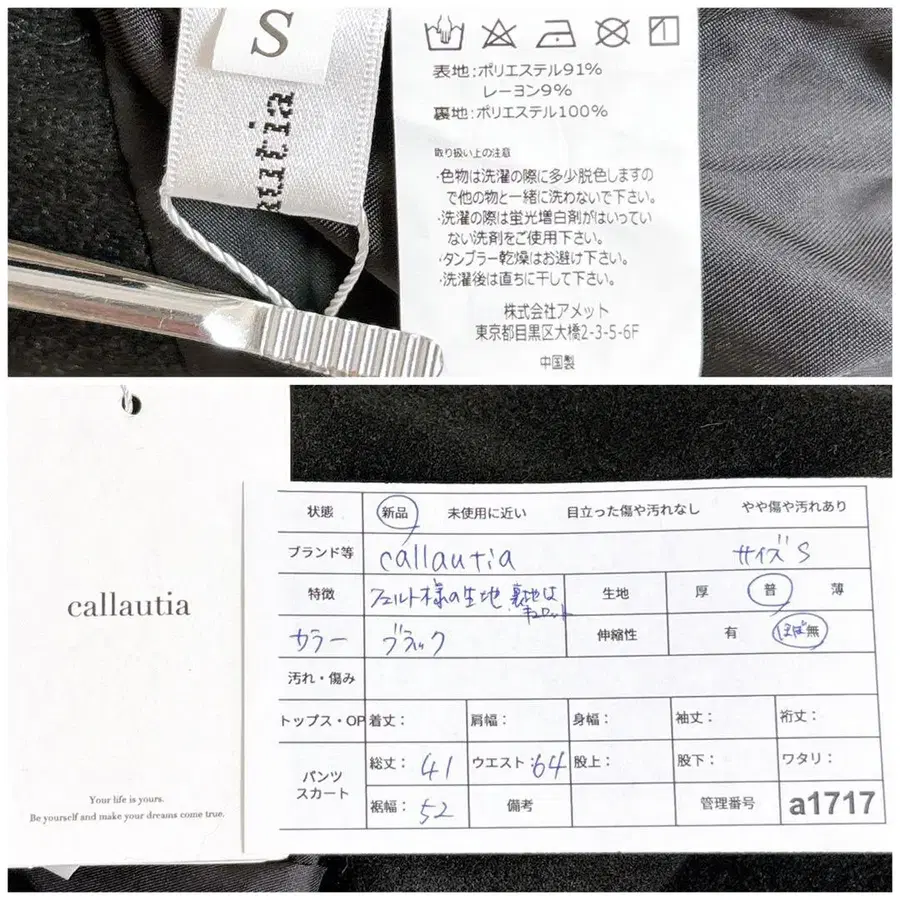 S
utia
表地:ポリエステル91%
レーヨン9%
裏地:ポリエステル100%
取り扱い上の注意
・色物は洗濯の際に多少脱色しますの
で他の物と一緒に洗わないで下さい。
・洗濯の際は蛍光増白剤がはいってい
ない洗剤をご使用下さい。
・タンブラー乾燥はお避け下さい。
・洗濯後は直ちに干して下さい。
株式会社アメット
東京都目黒区大橋2-3-5-6F
中国製
callautia
Your life is yours.
Be yourself and make your dreams come true.
状態 新品 未使用に近い 目立った傷や汚れなし やや傷や汚れあり
ブランド等 callautia サイズS
特徴 フェルト様の生地 裏地は キュロット 生地 厚 普 薄
カラー ブラック 伸縮性 有 ほぼ無
汚れ・傷み
トップス・OP 着丈: 肩幅: 身幅: 袖丈: 裄丈:
パンツ スカート 総丈: 41 ウエスト:64 股上: 股下: ワタリ:
裾幅: 52 備考 管理番号 a1717